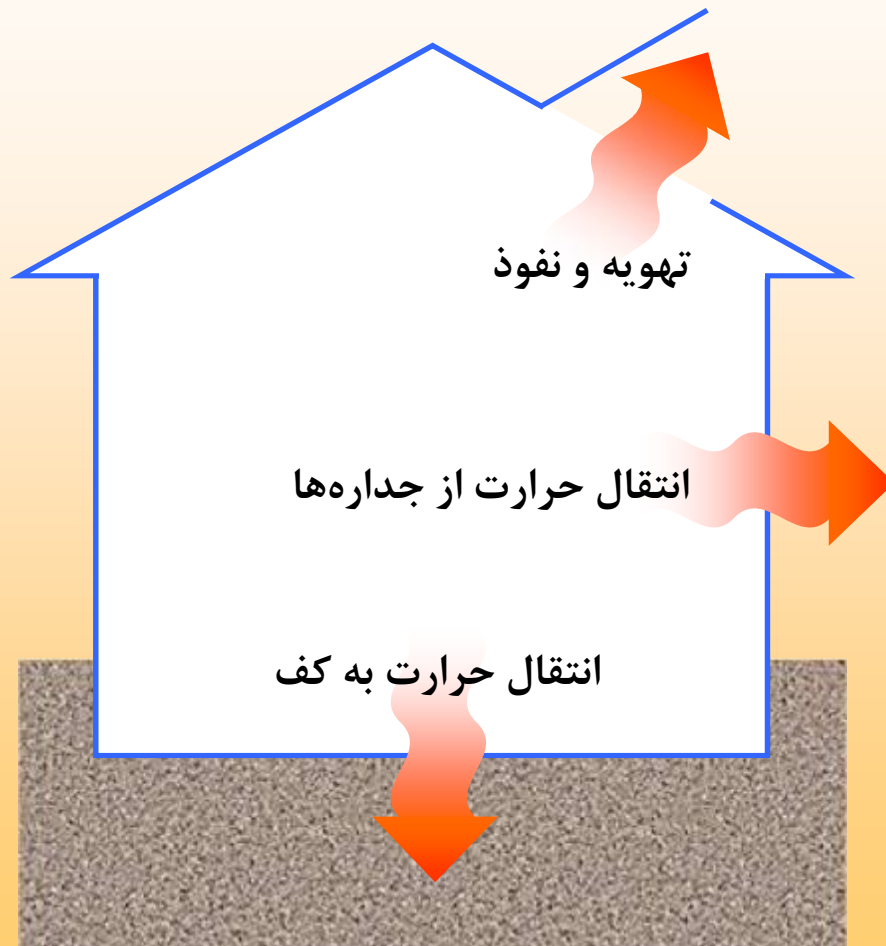 تهویه و نفوذ
انتقال حرارت از جداره‌ها
انتقال حرارت به کف